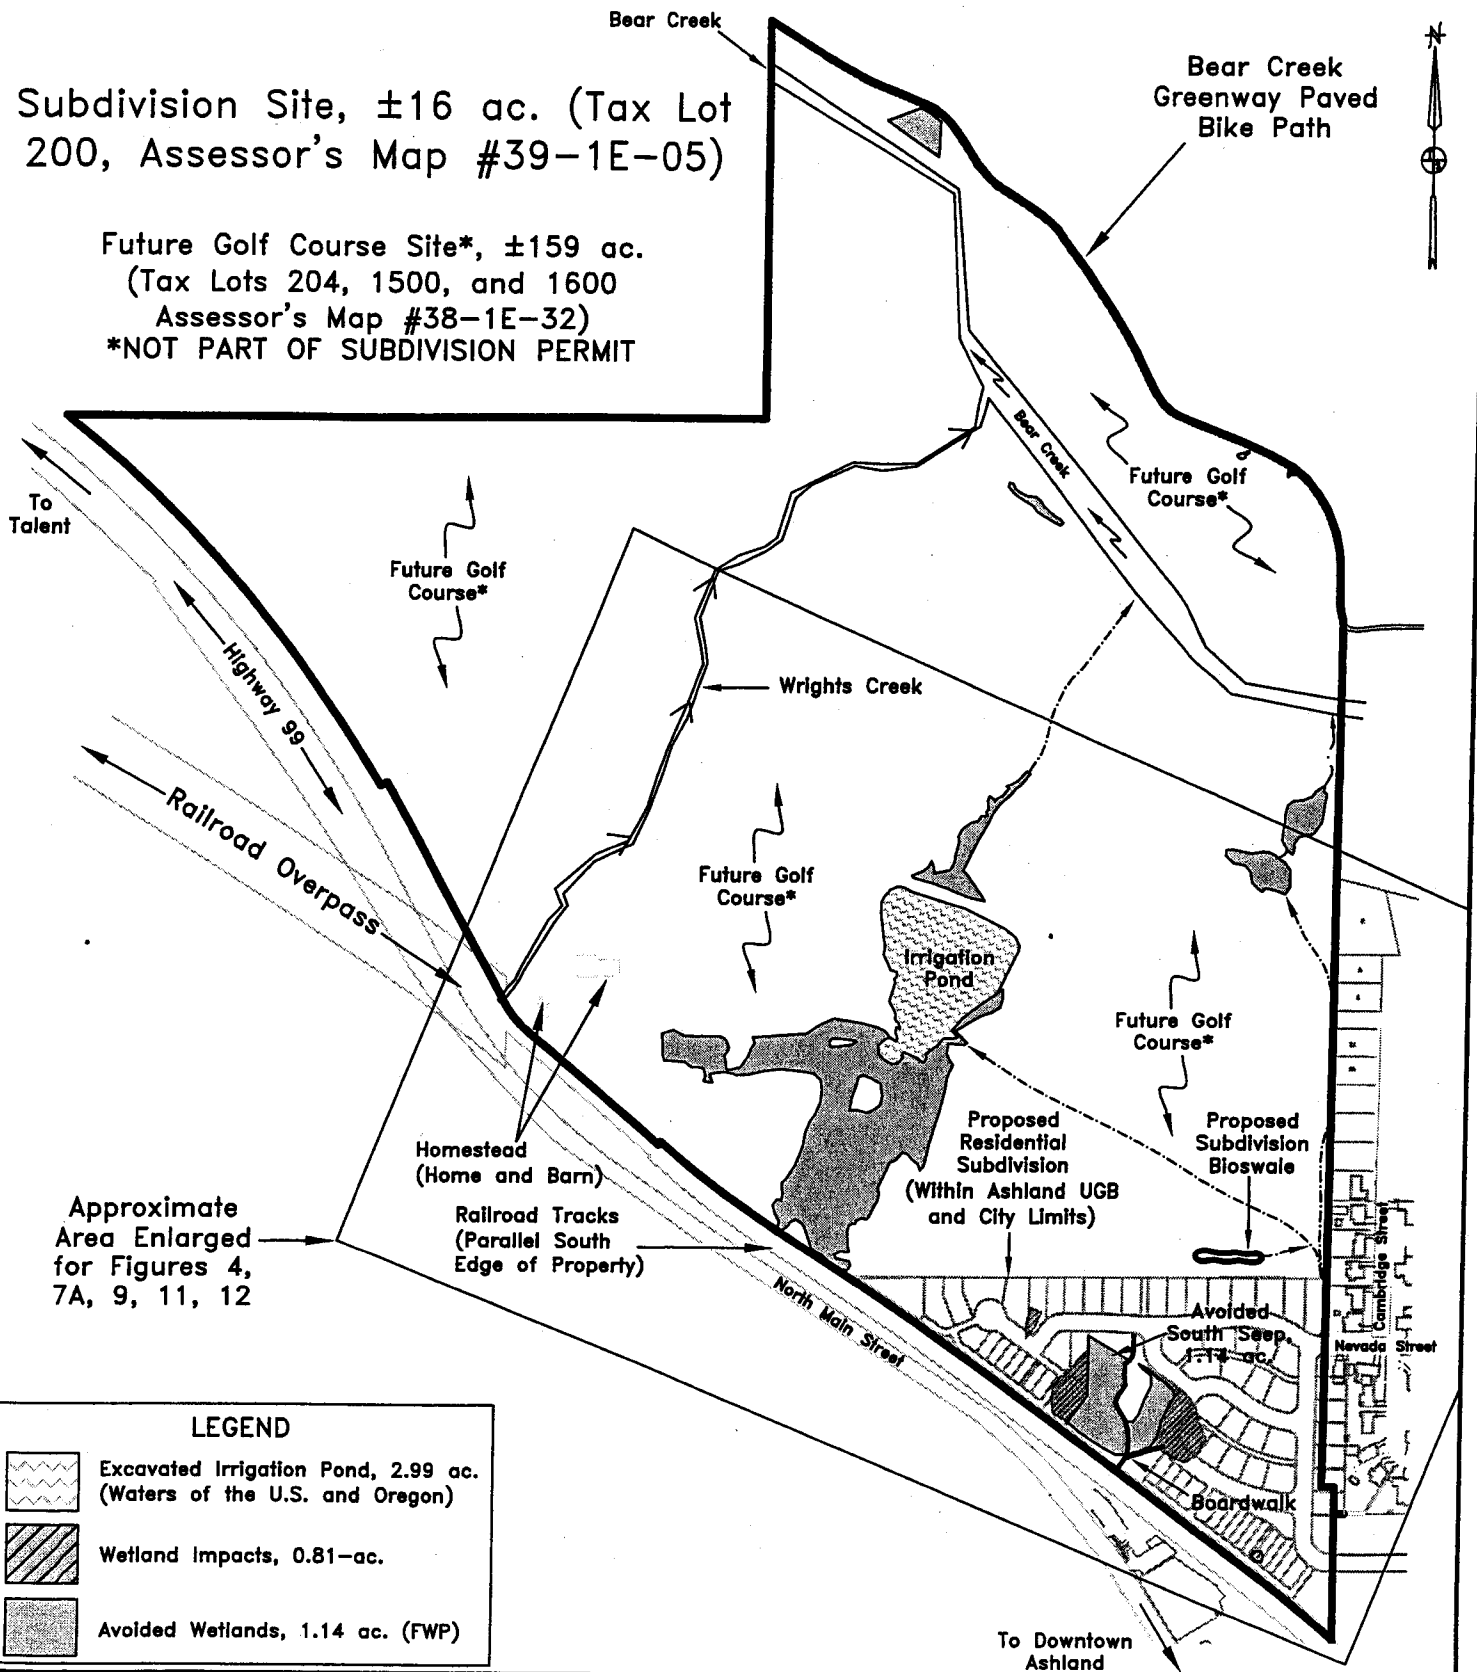 Bear Creek
Subdivision Site, ±16 ac. (Tax Lot
200, Assessor's Map #39-1E-05)
Future Golf Course Site*, ±159 ac.
(Tax Lots 204, 1500, and 1600
Assessor's Map #38-1E-32)
*NOT PART OF SUBDIVISION PERMIT
Bear Creek
Greenway Paved
Bike Path
N
To
Talent
Future Golf
Course*
Bear Creek
Future Golf
Course*
Highway 99
Wrights Creek
Railroad Overpass
Future Golf
Course*
Irrigation
Pond
Future Golf
Course*
Homestead
(Home and Barn)
Proposed
Residential
Subdivision
(Within Ashland UGB
and City Limits)
Proposed
Subdivision
Bioswale
Approximate
Area Enlarged
for Figures 4,
7A, 9, 11, 12
Railroad Tracks
(Parallel South
Edge of Property)
North Main Street
Cambridge Street
Avoided
South Seep,
1.14 ac.
Nevada Street
Boardwalk
To Downtown
Ashland
LEGEND
Excavated Irrigation Pond, 2.99 ac.
(Waters of the U.S. and Oregon)
Wetland Impacts, 0.81-ac.
Avoided Wetlands, 1.14 ac. (FWP)